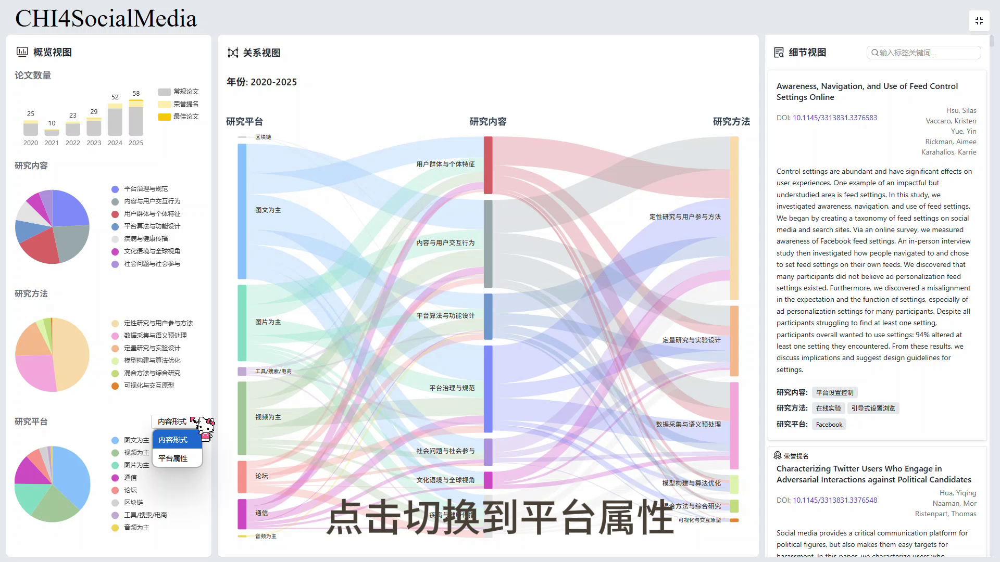 CHI4SocialMedia
概览视图
论文数量
25
10
23
29
52
58
2020
2021
2022
2023
2024
2025
常规论文
荣誉提名
最佳论文
研究内容
平台治理与规范
内容与用户交互行为
用户群体与个体特征
平台算法与功能设计
疾病与健康传播
文化语境与全球视角
社会问题与社会参与
研究方法
定性研究与用户参与方法
数据采集与语义预处理
定量研究与实验设计
模型构建与算法优化
混合方法与综合研究
可视化与交互原型
研究平台
内容形式
内容形式
平台属性
图文为主
视频为主
图片为主
通信
论坛
区块链
工具/搜索/电商
音频为主
关系视图
年份: 2020-2025
研究平台
研究内容
研究方法
区块链
图文为主
图片为主
工具/搜索/电商
视频为主
论坛
通信
音频为主
用户群体与个体特征
内容与用户交互行为
平台算法与功能设计
平台治理与规范
社会问题与社会参与
文化语境与全球视角
疾病与健康传播
定性研究与用户参与方法
定量研究与实验设计
数据采集与语义预处理
模型构建与算法优化
混合方法与综合研究
可视化与交互原型
点击切换到平台属性
细节视图
输入标签关键词...
Awareness, Navigation, and Use of Feed Control
Settings Online
DOI: 10.1145/3313831.3376583
Hsu, Silas
Vaccaro, Kristen
Yue, Yin
Rickman, Aimee
Karahalios, Karrie
Control settings are abundant and have significant effects on
user experiences. One example of an impactful but
understudied area is feed settings. In this study, we
investigated awareness, navigation, and use of feed settings.
We began by creating a taxonomy of feed settings on social
media and search sites. Via an online survey, we measured
awareness of Facebook feed settings. An in-person interview
study then investigated how people navigated to and chose
to set feed settings on their own feeds. We discovered that
many participants did not believe ad personalization feed
settings existed. Furthermore, we discovered a misalignment
in the expectation and the function of settings, especially of
ad personalization settings for many participants. Despite all
participants struggling to find at least one setting,
participants overall wanted to use settings: 94% altered at
least one setting they encountered. From these results, we
discuss implications and suggest design guidelines for
settings.
研究内容: 平台设置控制
研究方法: 在线实验 引导式设置浏览
研究平台: Facebook
荣誉提名
Characterizing Twitter Users Who Engage in
Adversarial Interactions against Political Candidates
DOI: 10.1145/3313831.3376548
Hua, Yiqing
Naaman, Mor
Ristenpart, Thomas
Social media provides a critical communication platform for
political figures, but also makes them easy targets for
harassment. In this paper, we characterize users who